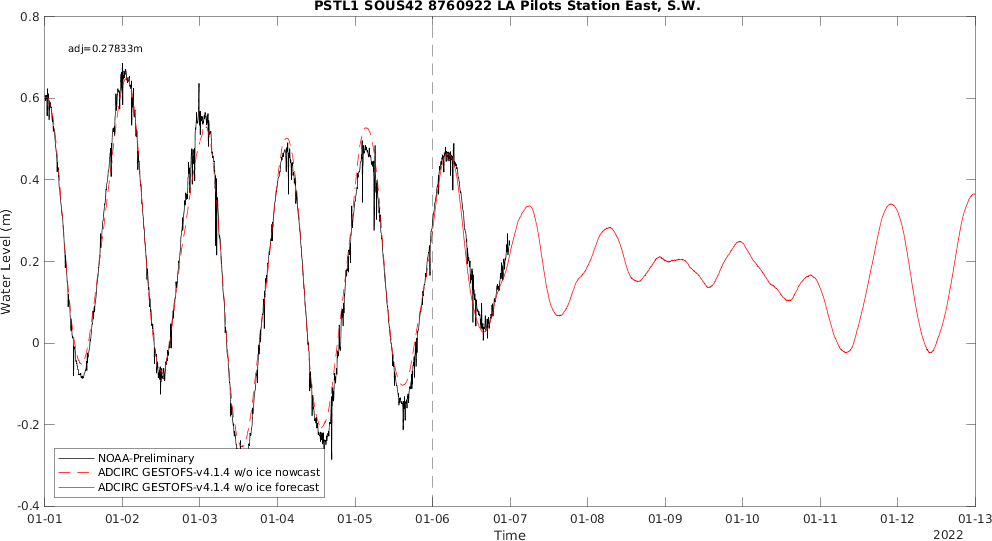 PSTL1 SOUS42 8760922 LA Pilots Station East, S.W.
adj=0.27833m
0.8
0.6
0.4
0.2
0
-0.2
-0.4
Water Level (m)
NOAA-Preliminary
ADCIRC GESTOFS-v4.1.4 w/o ice nowcast
ADCIRC GESTOFS-v4.1.4 w/o ice forecast
01-01 01-02 01-03 01-04 01-05 01-06 01-07 01-08 01-09 01-10 01-11 01-12 01-13
Time
2022